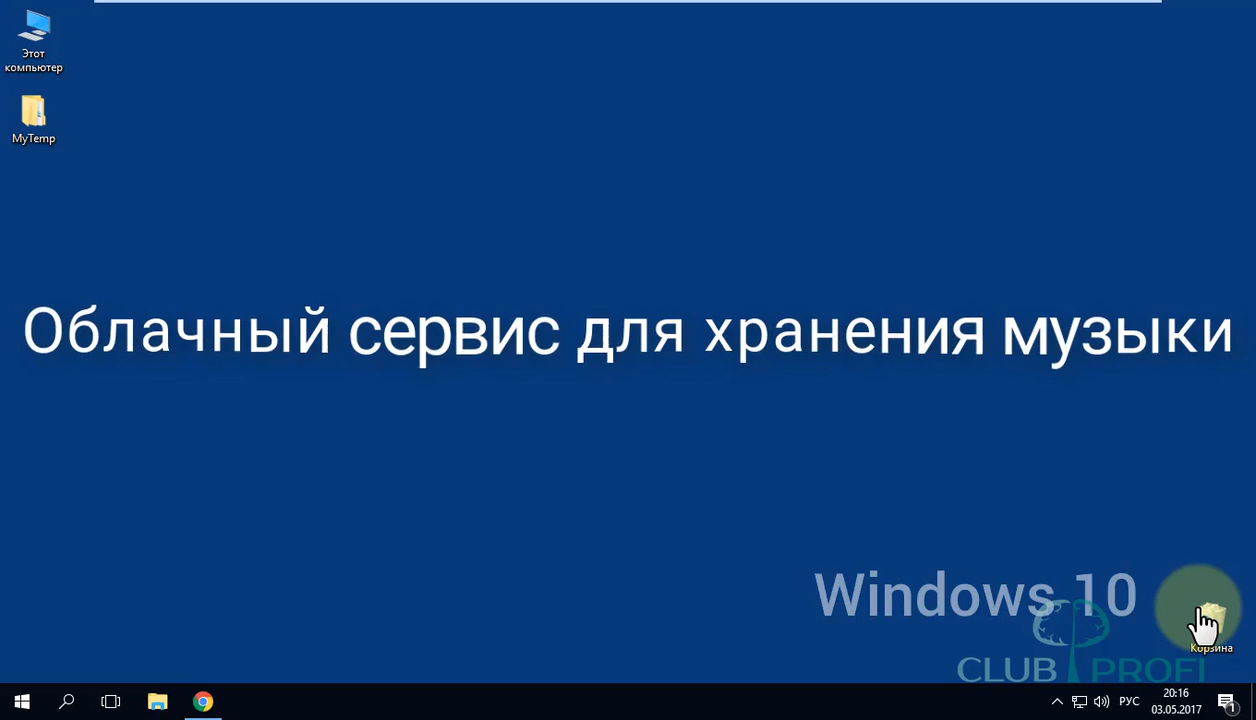 Этот
компьютер
MyTemp
Облачный сервис для хранения музыки
Windows 10
Корзина
CLUB PROFI
20:16
РУС
03.05.2017
1